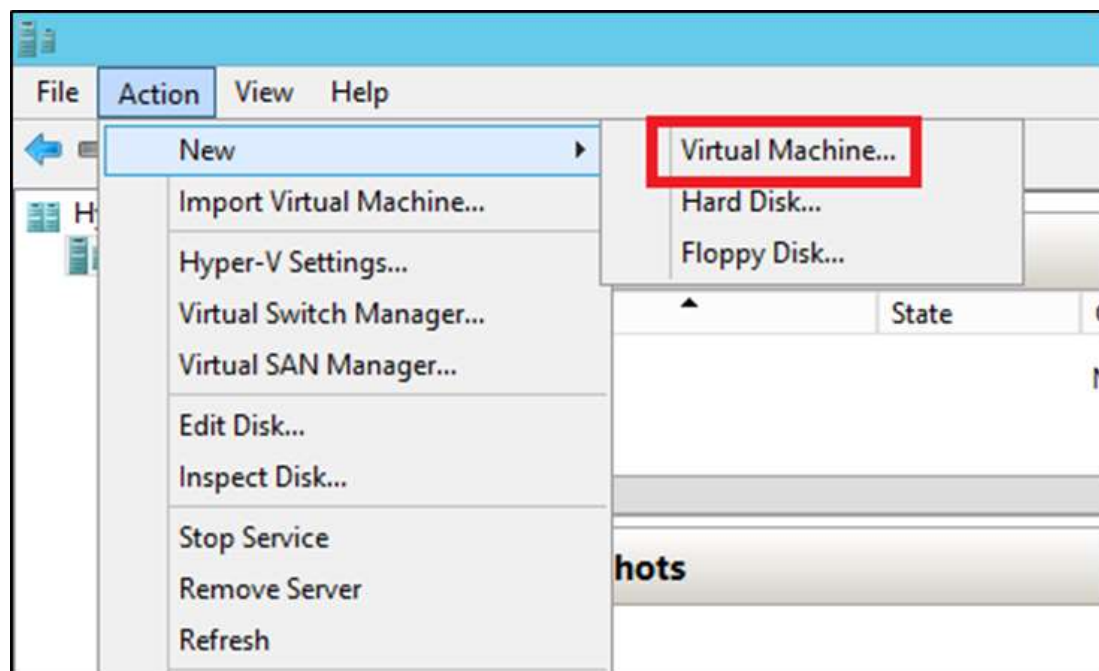 File Action View Help
New
Virtual Machine...
Import Virtual Machine...
Hard Disk...
Hyper-V Settings...
Floppy Disk...
Virtual Switch Manager...
State
Virtual SAN Manager...
Edit Disk...
Inspect Disk...
Stop Service
hots
Remove Server
Refresh